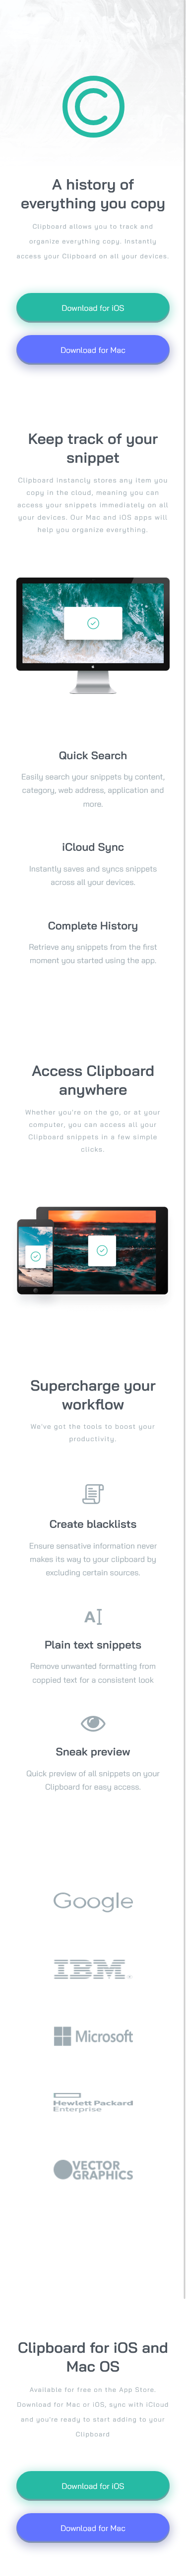 A history of
everything you copy
Clipboard allows you to track and
organize everything copy. Instantly
access your Clipboard on all your devices.
Download for iOS
Download for Mac
Keep track of your
snippet
Clipboard instancly stores any item you
copy in the cloud, meaning you can
access your snippets immediately on all
your devices. Our Mac and iOS apps will
help you organize everything.
Quick Search
Easily search your snippets by content,
category, web address, application and
more.
iCloud Sync
Instantly saves and syncs snippets
across all your devices.
Complete History
Retrieve any snippets from the first
moment you started using the app.
Access Clipboard
anywhere
Whether you're on the go, or at your
computer, you can access all your
Clipboard snippets in a few simple
clicks.
Supercharge your
workflow
We've got the tools to boost your
productivity.
Create blacklists
Ensure sensative information never
makes its way to your clipboard by
excluding certain sources.
Plain text snippets
Remove unwanted formatting from
coppied text for a consistent look
Sneak preview
Quick preview of all snippets on your
Clipboard for easy access.
Google
IBM
Microsoft
Hewlett Packard
Enterprise
VECTOR
GRAPHICS
Clipboard for iOS and
Mac OS
Available for free on the App Store.
Download for Mac or iOS, sync with iCloud
and you're ready to start adding to your
Clipboard
Download for iOS
Download for Mac